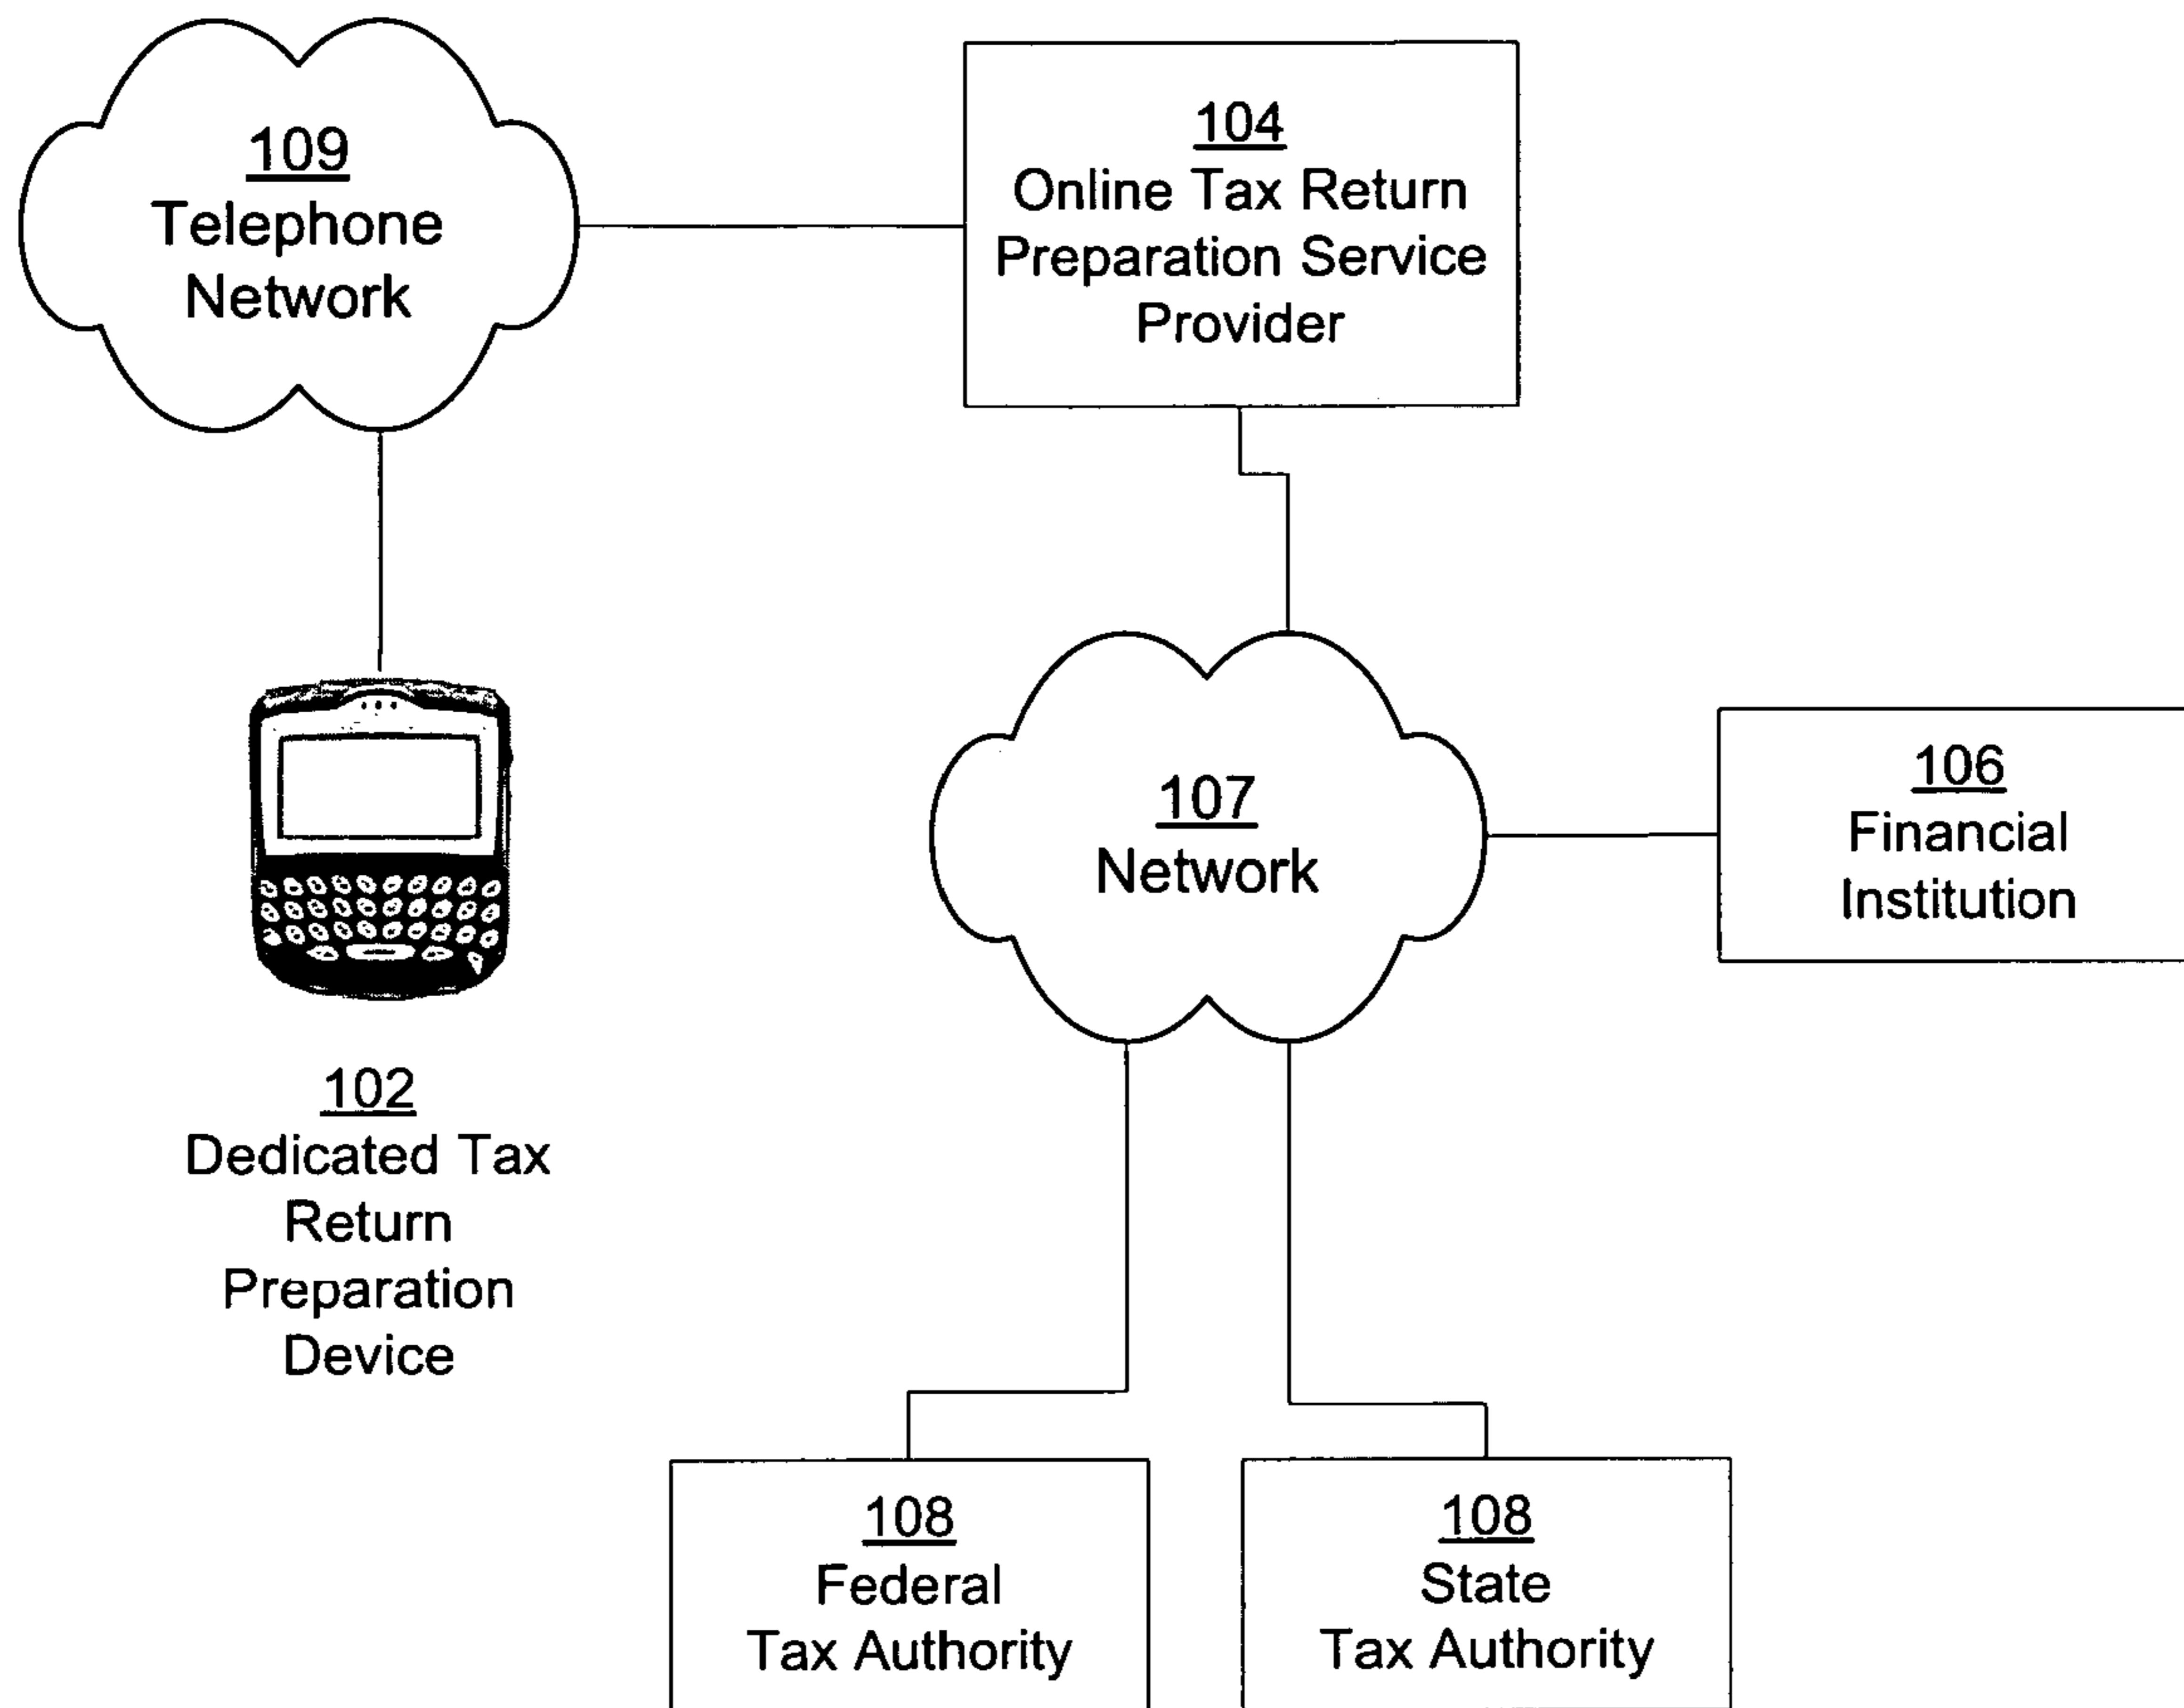 109
Telephone
Network
104
Online Tax Return
Preparation Service
Provider
107
Network
106
Financial
Institution
102
Dedicated Tax
Return
Preparation
Device
108
Federal
Tax Authority
108
State
Tax Authority